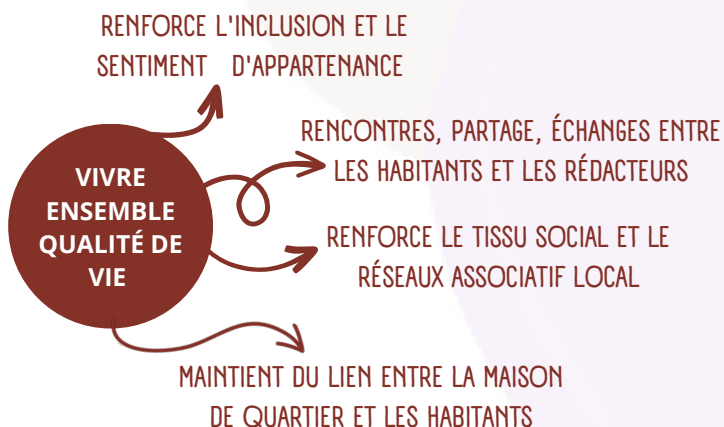 RENFORCE L'INCLUSION ET LE
SENTIMENT D'APPARTENANCE
RENCONTRES, PARTAGE, ÉCHANGES ENTRE
LES HABITANTS ET LES RÉDACTEURS
VIVRE
ENSEMBLE
QUALITÉ DE
VIE
RENFORCE LE TISSU SOCIAL ET LE
RÉSEAUX ASSOCIATIF LOCAL
MAINTIENT DU LIEN ENTRE LA MAISON
DE QUARTIER ET LES HABITANTS